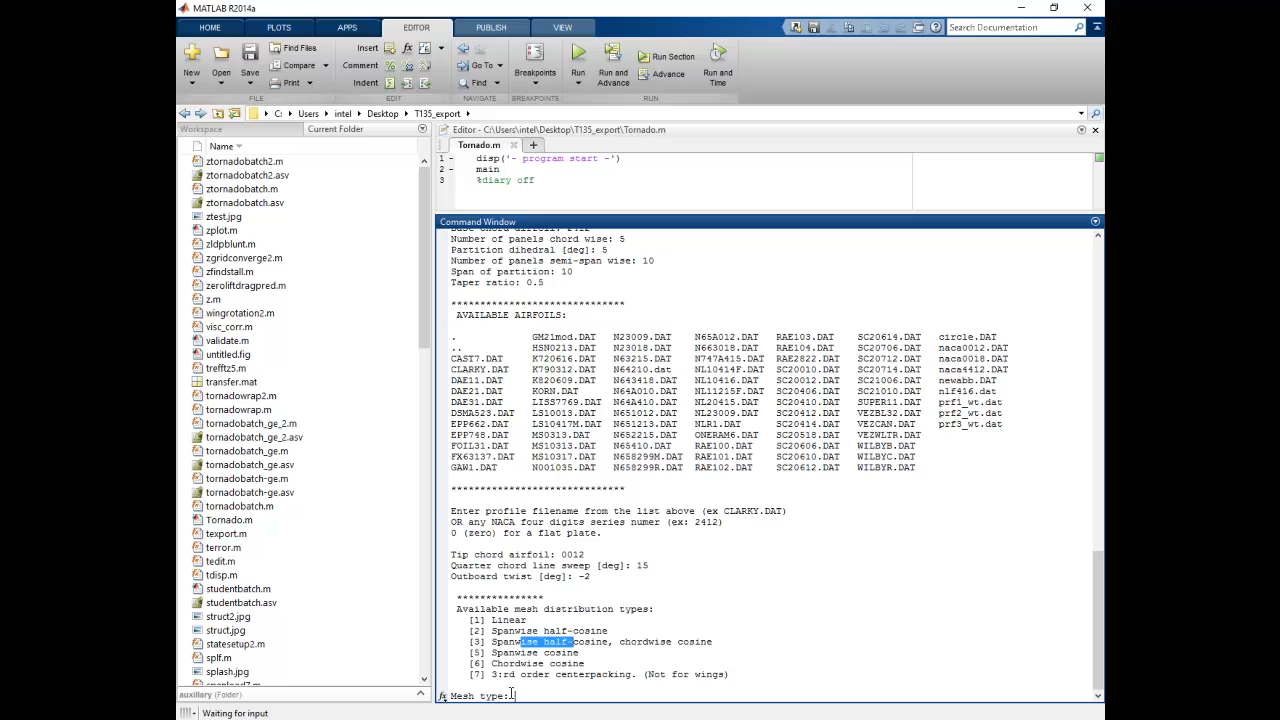 MATLAB R2014a
HOME PLOTS APPS EDITOR PUBLISH VIEW Search Documentation
New Open Save Find Files Compare Print
Insert Comment Indent
Go To Find
Breakpoints Run Run and Advance Run Section Advance Run and Time
FILE EDIT NAVIGATE BREAKPOINTS RUN
C: Users intel Desktop T135_export
Workspace Current Folder
Name
ztornadobatch2.m
ztornadobatch2.asv
ztornadobatch.m
ztornadobatch.asv
ztest.jpg
zplot.m
zldpblunt.m
zgridconverge2.m
zfindstall.m
zeroliftdragpred.m
z.m
wingrotation2.m
visc_corr.m
validate.m
untitled.fig
trefftz5.m
transfer.mat
tornadowrap2.m
tornadowrap.m
tornadobatch_ge_2.m
tornadobatch_ge_2.asv
tornadobatch_ge.m
tornadobatch_ge.asv
tornadobatch-ge.m
tornadobatch-ge.asv
tornadobatch.m
Tornado.m
texport.m
terror.m
tedit.m
tdisp.m
studentbatch.m
studentbatch.asv
struct2.jpg
struct.jpg
statesetup2.m
splf.m
splash.jpg
auxillary (Folder)
Waiting for input
Editor - C:\Users\intel\Desktop\T135_export\Tornado.m
Tornado.m
1 - disp('- program start -')
2 - main
3 %diary off
Command Window
Number of panels chord wise: 5
Partition dihedral [deg]: 5
Number of panels semi-span wise: 10
Span of partition: 10
Taper ratio: 0.5
******************************
AVAILABLE AIRFOILS:
. GM21mod.DAT N23009.DAT N65A012.DAT RAE103.DAT SC20614.DAT circle.DAT
.. HSN0213.DAT N23018.DAT N663018.DAT RAE104.DAT SC20706.DAT naca0012.DAT
CAST7.DAT K720616.DAT N63215.DAT N747A415.DAT RAE2822.DAT SC20712.DAT naca0018.DAT
CLARKY.DAT K790312.DAT N64210.dat NL10414F.DAT SC20010.DAT SC20714.DAT naca4412.DAT
DAE11.DAT K820609.DAT N643418.DAT NL10416.DAT SC20012.DAT SC21006.DAT newabb.DAT
DAE21.DAT KORN.DAT N64A010.DAT NL11215F.DAT SC20406.DAT SC21010.DAT nlf416.dat
DAE31.DAT LISS7769.DAT N64A410.DAT NL20415.DAT SC20410.DAT SUPER11.DAT prf1_wt.dat
DSMA523.DAT LS10013.DAT N651012.DAT NL23009.DAT SC20412.DAT VEZBL32.DAT prf2_wt.dat
EPP662.DAT LS10417M.DAT N651213.DAT NLR1.DAT SC20414.DAT VEZCAN.DAT prf3_wt.dat
EPP748.DAT MS0313.DAT N652215.DAT ONERAM6.DAT SC20518.DAT VEZWLTR.DAT
FOIL31.DAT MS10313.DAT N65410.DAT RAE100.DAT SC20606.DAT WILBYB.DAT
FX63137.DAT MS10317.DAT N658299M.DAT RAE101.DAT SC20610.DAT WILBYC.DAT
GAW1.DAT N001035.DAT N658299R.DAT RAE102.DAT SC20612.DAT WILBYR.DAT
******************************
Enter profile filename from the list above (ex CLARKY.DAT)
OR any NACA four digits series numer (ex: 2412)
0 (zero) for a flat plate.
Tip chord airfoil: 0012
Quarter chord line sweep [deg]: 15
Outboard twist [deg]: -2
***************
Available mesh distribution types:
[1] Linear
[2] Spanwise half-cosine
[3] Spanwise half-cosine, chordwise cosine
[5] Spanwise cosine
[6] Chordwise cosine
[7] 3:rd order centerpacking. (Not for wings)
fx Mesh type: